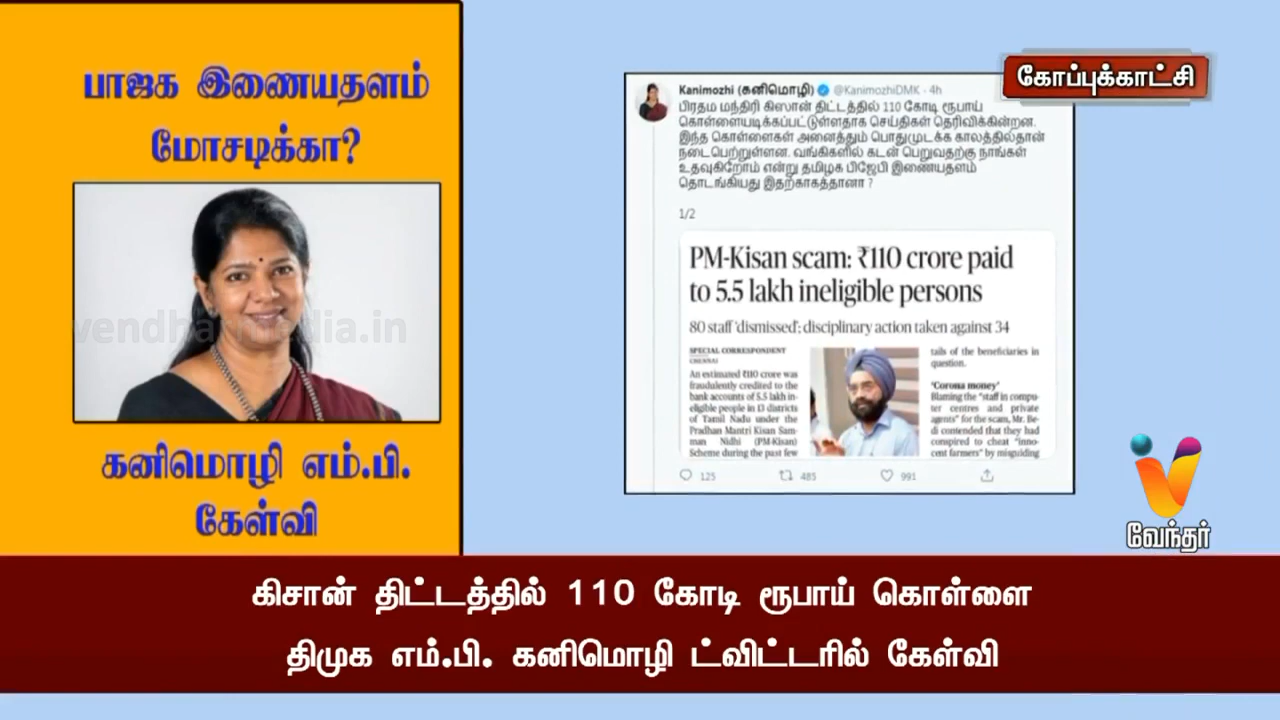 பாஜக இணையதளம்
மோசடிக்கா?
vendharmedia.in
கனிமொழி எம்.பி.
கேள்வி
கோப்புக்காட்சி
Kanimozhi (கனிமொழி) @KanimozhiDMK · 4h
பிரதம மந்திரி கிஸான் திட்டத்தில் 110 கோடி ரூபாய்
கொள்ளையடிக்கப்பட்டுள்ளதாக செய்திகள் தெரிவிக்கின்றன.
இந்த கொள்ளைகள் அனைத்தும் பொதுமுடக்க காலத்தில்தான்
நடைபெற்றுள்ளன. வங்கிகளில் கடன் பெறுவதற்கு நாங்கள்
உதவுகிறோம் என்று தமிழக பிஜேபி இணையதளம்
தொடங்கியது இதற்காகத்தானா ?
1/2
PM-Kisan scam: ₹110 crore paid
to 5.5 lakh ineligible persons
80 staff 'dismissed'; disciplinary action taken against 34
SPECIAL CORRESPONDENT
CHENNAI
An estimated ₹110 crore was
fraudulently credited to the
bank accounts of 5.5 lakh in-
eligible people in 13 districts
of Tamil Nadu under the
Pradhan Mantri Kisan Sam-
man Nidhi (PM-Kisan)
Scheme during the past few
tails of the beneficiaries in
question.
'Corona money'
Blaming the "staff in compu-
ter centres and private
agents" for the scam, Mr. Be-
di contended that they had
conspired to cheat "inno-
cent farmers" by misguiding
125 485 991
வேந்தர்
கிசான் திட்டத்தில் 110 கோடி ரூபாய் கொள்ளை
திமுக எம்.பி. கனிமொழி ட்விட்டரில் கேள்வி